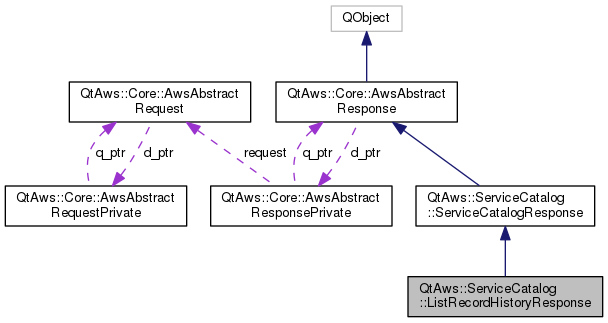 QObject
QtAws::Core::AwsAbstract
Request
QtAws::Core::AwsAbstract
Response
q_ptr
d_ptr
request
q_ptr
d_ptr
QtAws::Core::AwsAbstract
RequestPrivate
QtAws::Core::AwsAbstract
ResponsePrivate
QtAws::ServiceCatalog
::ServiceCatalogResponse
QtAws::ServiceCatalog
::ListRecordHistoryResponse